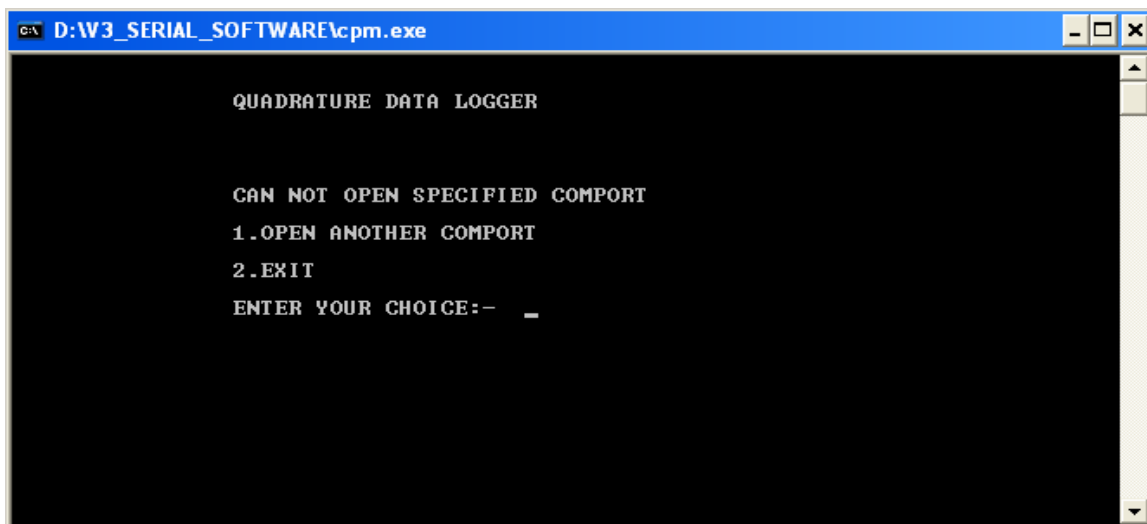 D:\V3_SERIAL_SOFTWARE\cpm.exe
QUADRATURE DATA LOGGER
CAN NOT OPEN SPECIFIED COMPORT
1.OPEN ANOTHER COMPORT
2.EXIT
ENTER YOUR CHOICE:- _